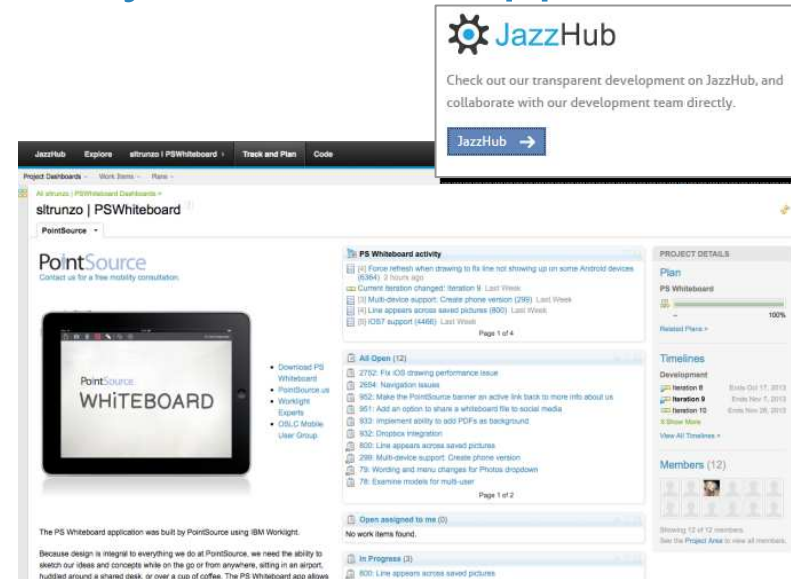 JazzHub
Check out our transparent development on JazzHub, and
collaborate with our development team directly.
JazzHub
JazzHub Explore sltrunzo | PSWhiteboard Track and Plan Code
Project Dashboards Work Items Plans
All sltrunzo | PSWhiteboard Dashboards
sltrunzo | PSWhiteboard
PointSource
PointSource
Contact us for a free mobility consultation.
PointSource
WHiTEBOARD
• Download PS
Whiteboard
• PointSource.us
• Worklight
Experts
• OSLC Mobile
User Group
The PS Whiteboard application was built by PointSource using IBM Worklight.
Because design is integral to everything we do at PointSource, we need the ability to
sketch our ideas and concepts while on the go or from anywhere, sitting in an airport,
huddled around a shared desk, or over a cup of coffee. The PS Whiteboard app allows
PS Whiteboard activity
[4] Force refresh when drawing to fix line not showing up on some Android devices
(6364) 3 hours ago
Current iteration changed: Iteration 9 Last Week
[3] Multi-device support: Create phone version (299) Last Week
[4] Line appears across saved pictures (800) Last Week
[5] iOS7 support (4466) Last Week
Page 1 of 4
All Open (12)
2752: Fix iOS drawing performance issue
2654: Navigation issues
952: Make the PointSource banner an active link back to more info about us
951: Add an option to share a whiteboard file to social media
933: Implement ability to add PDFs as background
932: Dropbox integration
800: Line appears across saved pictures
299: Multi-device support: Create phone version
79: Wording and menu changes for Photos dropdown
78: Examine models for multi-user
Page 1 of 2
Open assigned to me (0)
No work items found.
In Progress (3)
800: Line appears across saved pictures
PROJECT DETAILS
Plan
PS Whiteboard
100%
Related Plans >
Timelines
Development
Iteration 8 Ends Oct 17, 2013
Iteration 9 Ends Nov 7, 2013
Iteration 10 Ends Nov 28, 2013
Show More
View All Timelines >
Members (12)
Showing 12 of 12 members.
See the Project Area to view all members.